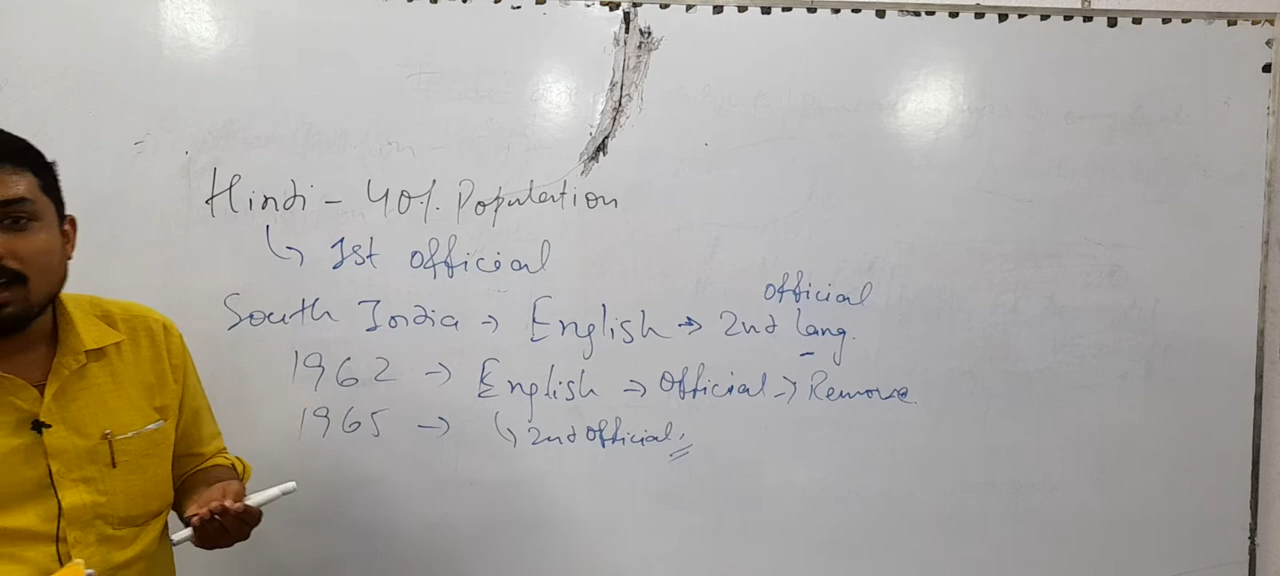 Hindi - 40%. Population
↳ 1st official
official
South India → English → 2nd lang.
1962 → English → Official → Remove
1965 → ↳ 2nd Official.